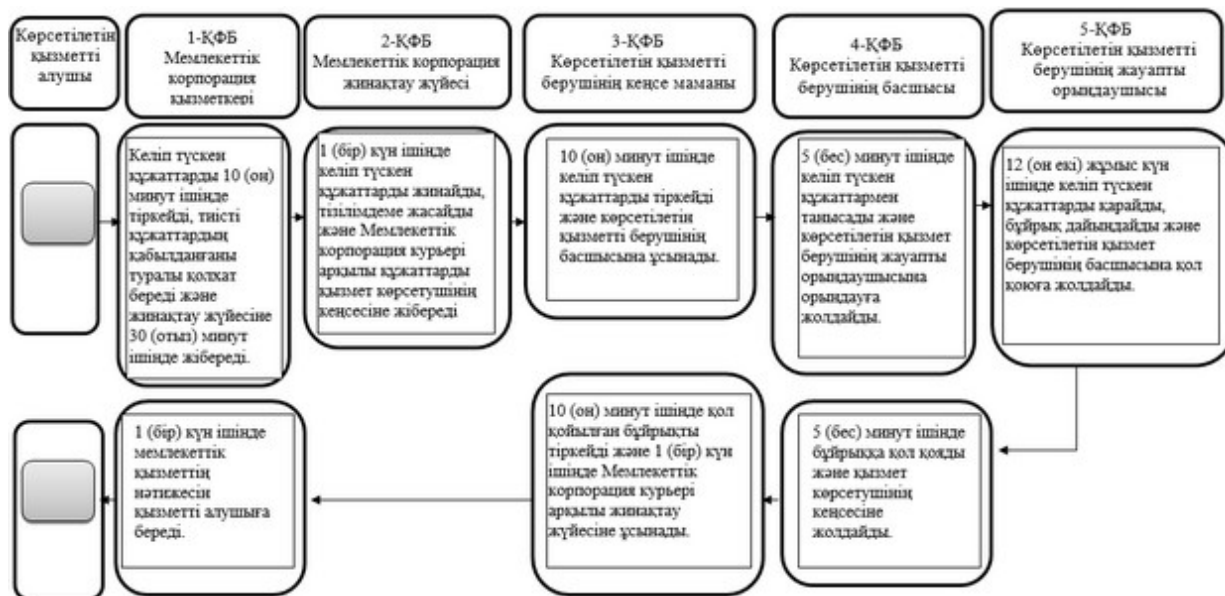 Көрсетілетін
қызметті
алушы
1-ҚФБ
Мемлекеттік
корпорация
қызметкері
2-ҚФБ
Мемлекеттік корпорация
жинақтау жүйесі
3-ҚФБ
Көрсетілетін қызметті
берушінің кеңсе маманы
4-ҚФБ
Көрсетілетін қызметті
берушінің басшысы
5-ҚФБ
Көрсетілетін қызметті
берушінің жауапты
орындаушысы
Келіп түскен
құжаттарды 10 (он)
минут ішінде
тіркейді, тиісті
құжаттардың
қабылданғаны
туралы қолхат
береді және
жинақтау жүйесіне
30 (отыз) минут
ішінде жібереді.
1 (бір) күн ішінде
келіп түскен
құжаттарды жинайды,
тізілімдеме жасайды
және Мемлекеттік
корпорация курьері
арқылы құжаттарды
қызмет көрсетушінің
кеңсесіне жібереді
10 (он) минут ішінде
келіп түскен
құжаттарды тіркейді
және көрсетілетін
қызметті берушінің
басшысына ұсынады.
5 (бес) минут ішінде
келіп түскен
құжаттармен
танысады және
көрсетілетін қызмет
берушінің жауапты
орындаушысына
орындауға
жолдайды.
12 (он екі) жұмыс күн
ішінде келіп түскен
құжаттарды қарайды,
бұйрық дайындайды және
көрсетілетін қызмет
берушінің басшысына қол
қоюға жолдайды.
1 (бір) күн ішінде
мемлекеттік
қызметтің
нәтижесін
қызметті алушыға
береді.
10 (он) минут ішінде қол
қойылған бұйрықты
тіркейді және 1 (бір) күн
ішінде Мемлекеттік
корпорация курьері
арқылы жинақтау
жүйесіне ұсынады.
5 (бес) минут ішінде
бұйрыққа қол қояды
және қызмет
көрсетушінің
кеңсесіне
жолдайды.